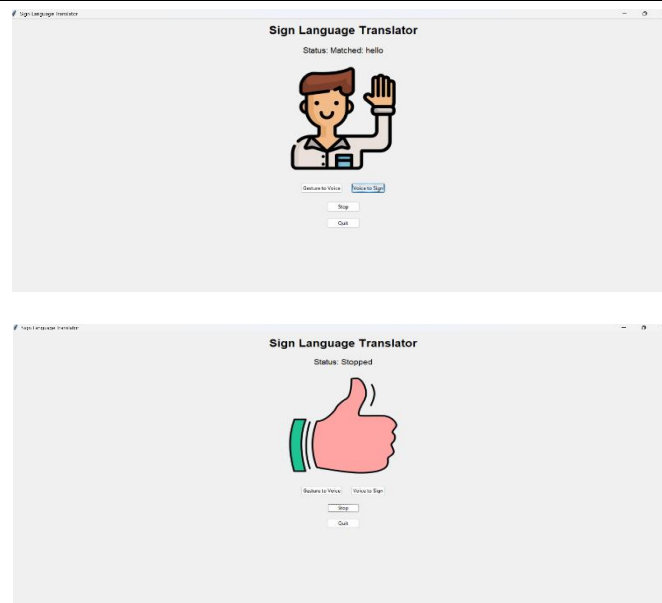 Sign Language Translator
Sign Language Translator
Status: Matched: hello
Gesture to Voice Voice to Sign
Stop
Quit
Sign Language Translator
Sign Language Translator
Status: Stopped
Gesture to Voice Voice to Sign
Stop
Quit